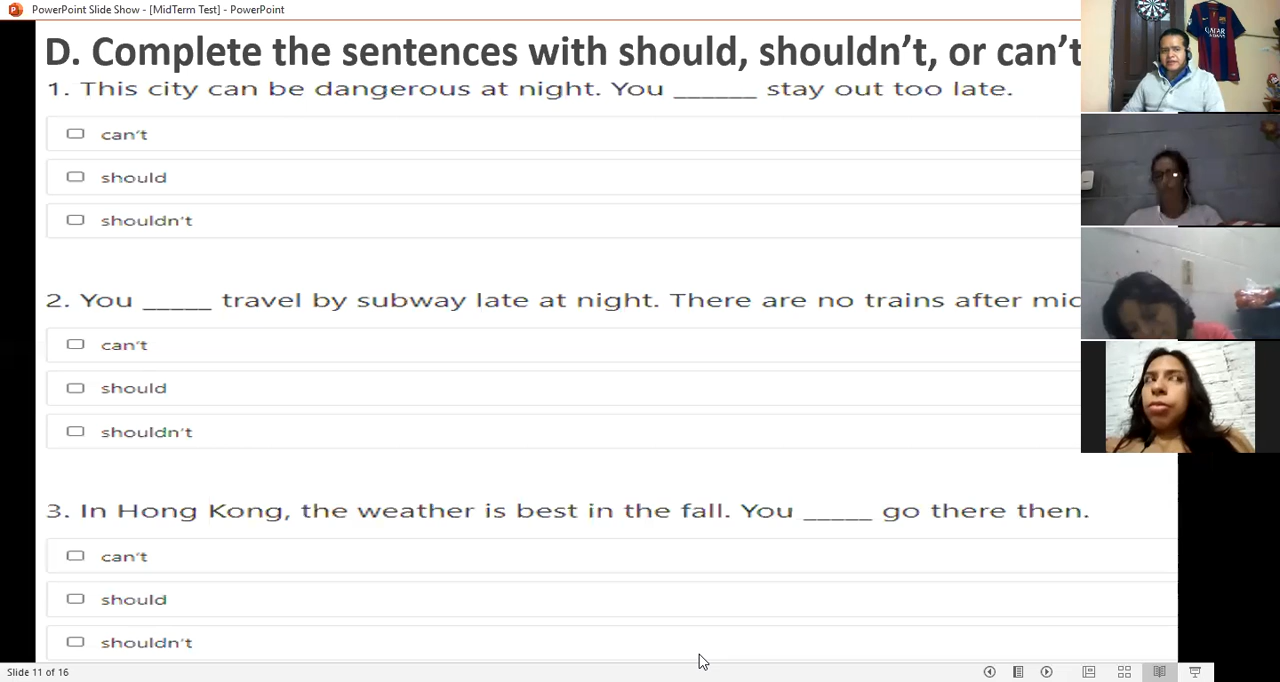 PowerPoint Slide Show - [MidTerm Test] - PowerPoint
D. Complete the sentences with should, shouldn't, or can't
1. This city can be dangerous at night. You ______ stay out too late.
can't
should
shouldn't
2. You _____ travel by subway late at night. There are no trains after
can't
should
shouldn't
3. In Hong Kong, the weather is best in the fall. You _____ go there then.
can't
should
shouldn't
Slide 11 of 16
QATAR